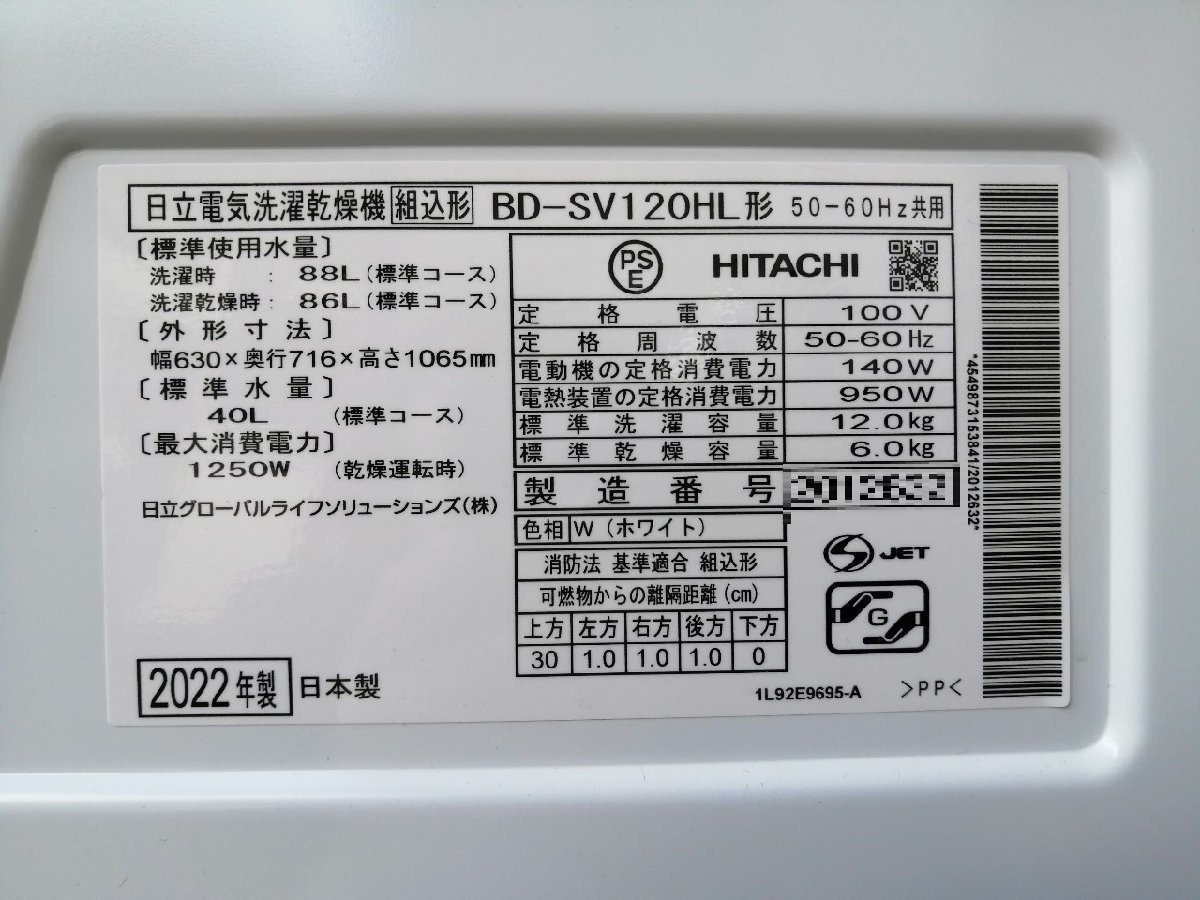 日立電気洗濯乾燥機 組込形 BD-SV120HL形 50-60Hz共用
〔標準使用水量〕
洗濯時 : 88L(標準コース)
洗濯乾燥時 : 86L(標準コース)
〔外形寸法〕
幅630×奥行716×高さ1065mm
〔標準水量〕
40L (標準コース)
〔最大消費電力〕
1250W (乾燥運転時)
日立グローバルライフソリューションズ(株)
2022年製 日本製
PSE HITACHI
定格電圧 100V
定格周波数 50-60Hz
電動機の定格消費電力 140W
電熱装置の定格消費電力 950W
標準洗濯容量 12.0kg
標準乾燥容量 6.0kg
製造番号 2012632
色相 W(ホワイト)
消防法 基準適合 組込形
可燃物からの離隔距離(cm)
上方 左方 右方 後方 下方
30 1.0 1.0 1.0 0
S JET
G
1L92E9695-A >PP<
*4549873153841/2012632*